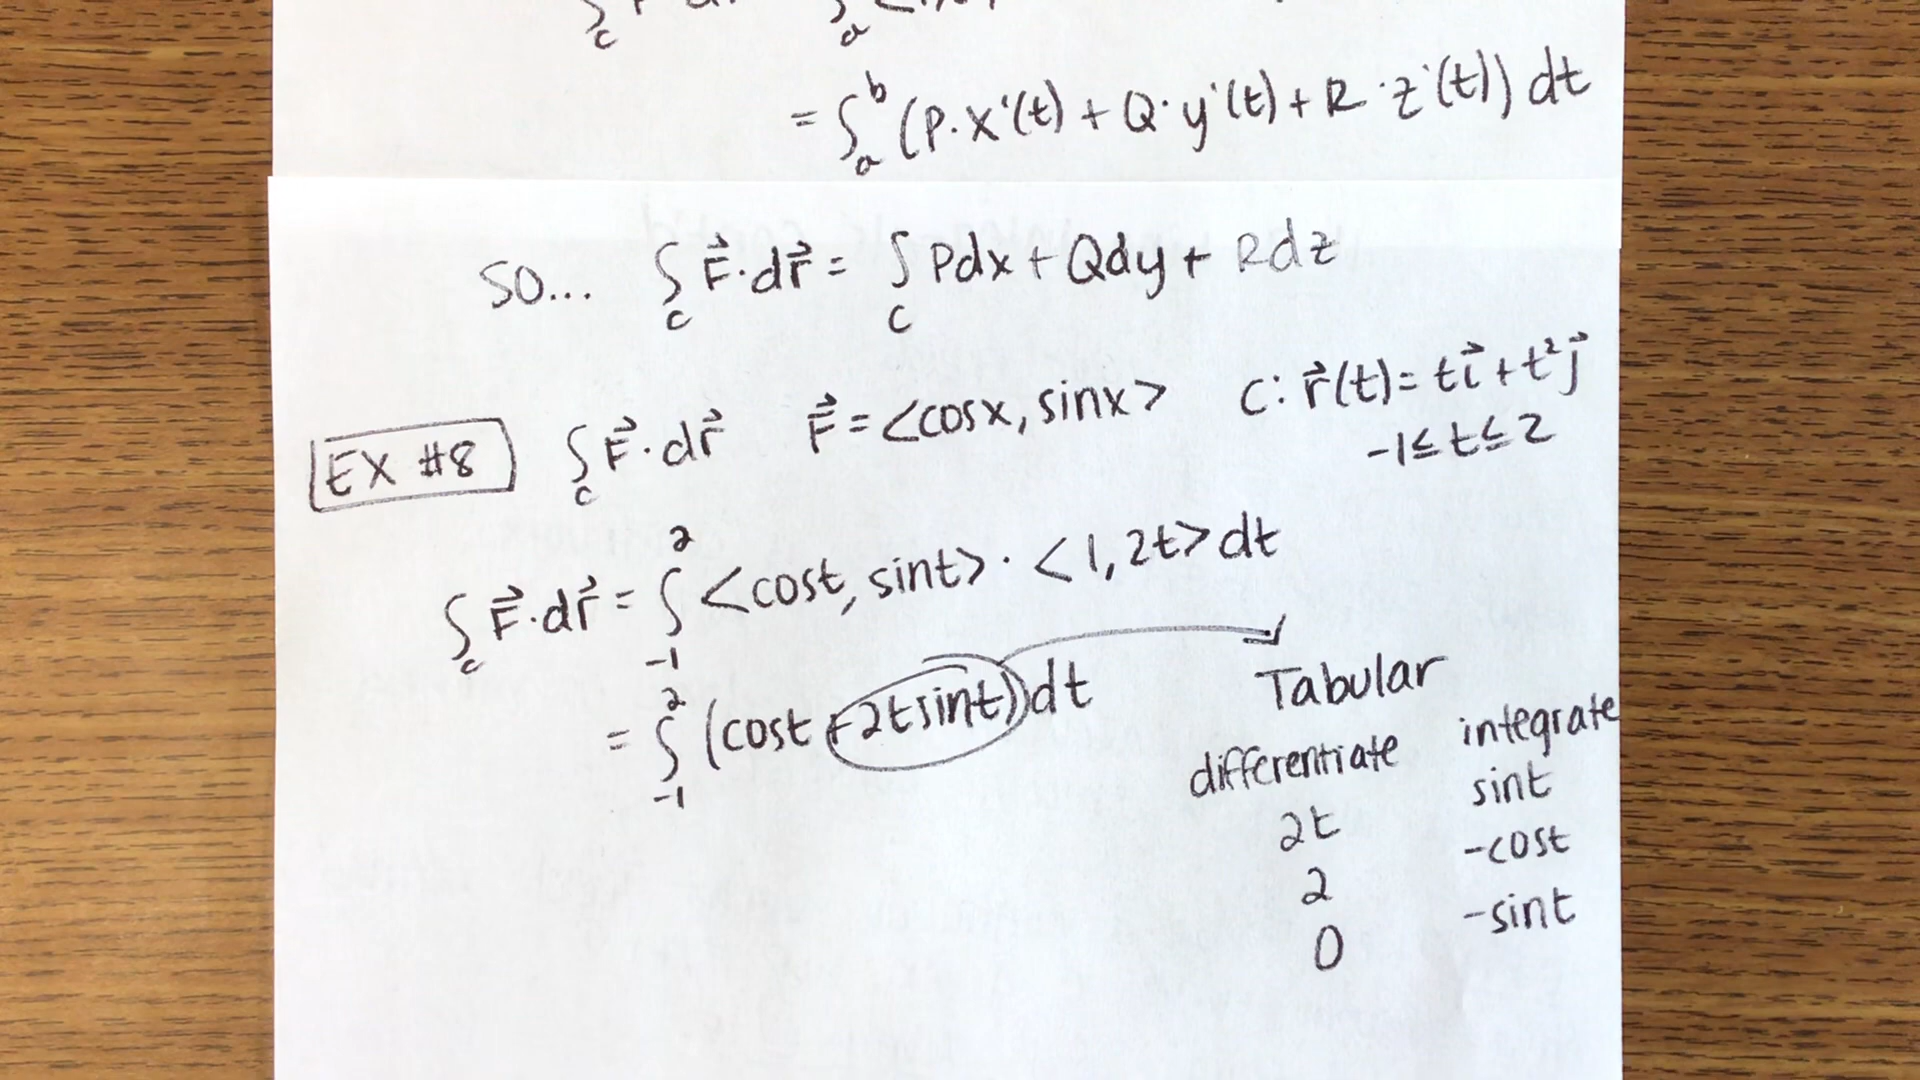 ∫_c ∫_a
= ∫_a^b (P·x'(t) + Q·y'(t) + R·z'(t)) dt
SO... ∫_C F⃗·dr⃗ = ∫_C Pdx + Qdy + Rdz
EX #8 ∫_C F⃗·dr⃗ F⃗ = <cosx, sinx> C: r⃗(t) = ti⃗ + t²j⃗
-1≤ t ≤ 2
∫_C F⃗·dr⃗ = ∫_{-1}^2 <cost, sint> · <1, 2t> dt
= ∫_{-1}^2 (cost + 2tsint) dt
Tabular
differentiate integrate
2t sint
2 -cost
0 -sint